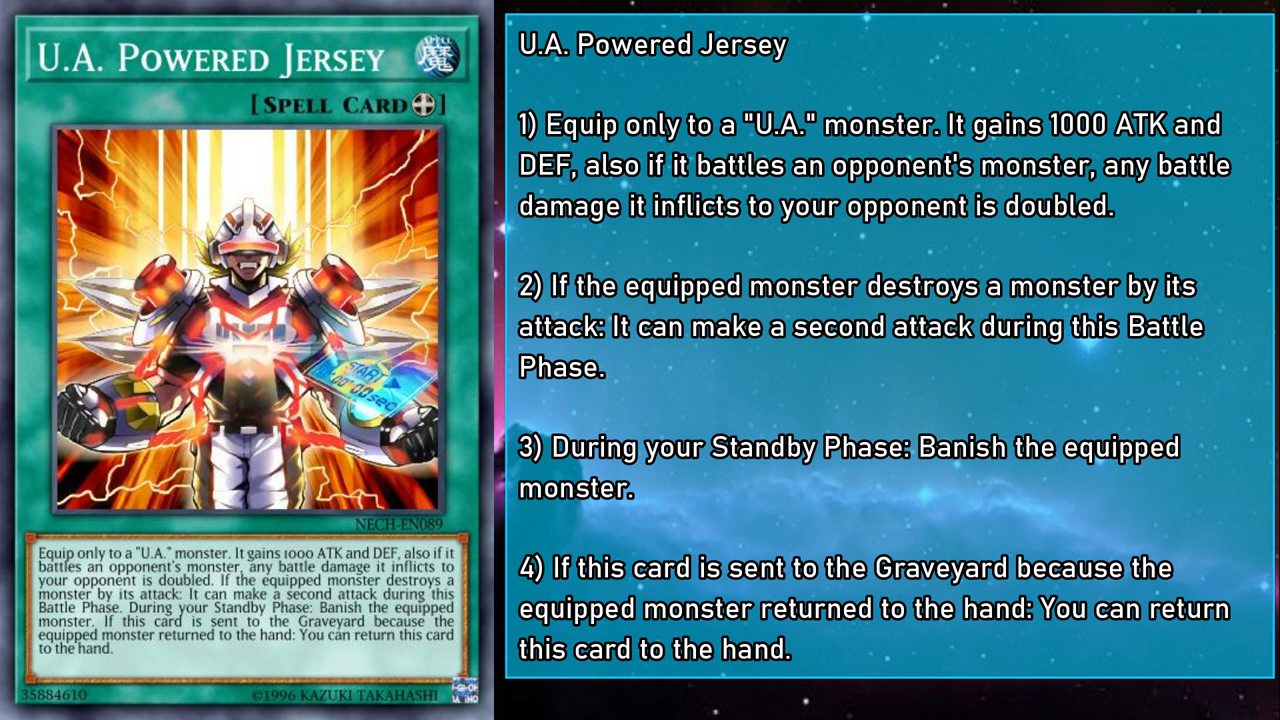 U.A. POWERED JERSEY
[SPELL CARD]
START
00:00sec
NECH-EN089
Equip only to a "U.A." monster. It gains 1000 ATK and DEF, also if it
battles an opponent's monster, any battle damage it inflicts to
your opponent is doubled. If the equipped monster destroys a
monster by its attack: It can make a second attack during this
Battle Phase. During your Standby Phase: Banish the equipped
monster. If this card is sent to the Graveyard because the
equipped monster returned to the hand: You can return this card
to the hand.
35884610
©1996 KAZUKI TAKAHASHI
U.A. Powered Jersey
1) Equip only to a "U.A." monster. It gains 1000 ATK and
DEF, also if it battles an opponent's monster, any battle
damage it inflicts to your opponent is doubled.
2) If the equipped monster destroys a monster by its
attack: It can make a second attack during this Battle
Phase.
3) During your Standby Phase: Banish the equipped
monster.
4) If this card is sent to the Graveyard because the
equipped monster returned to the hand: You can return
this card to the hand.